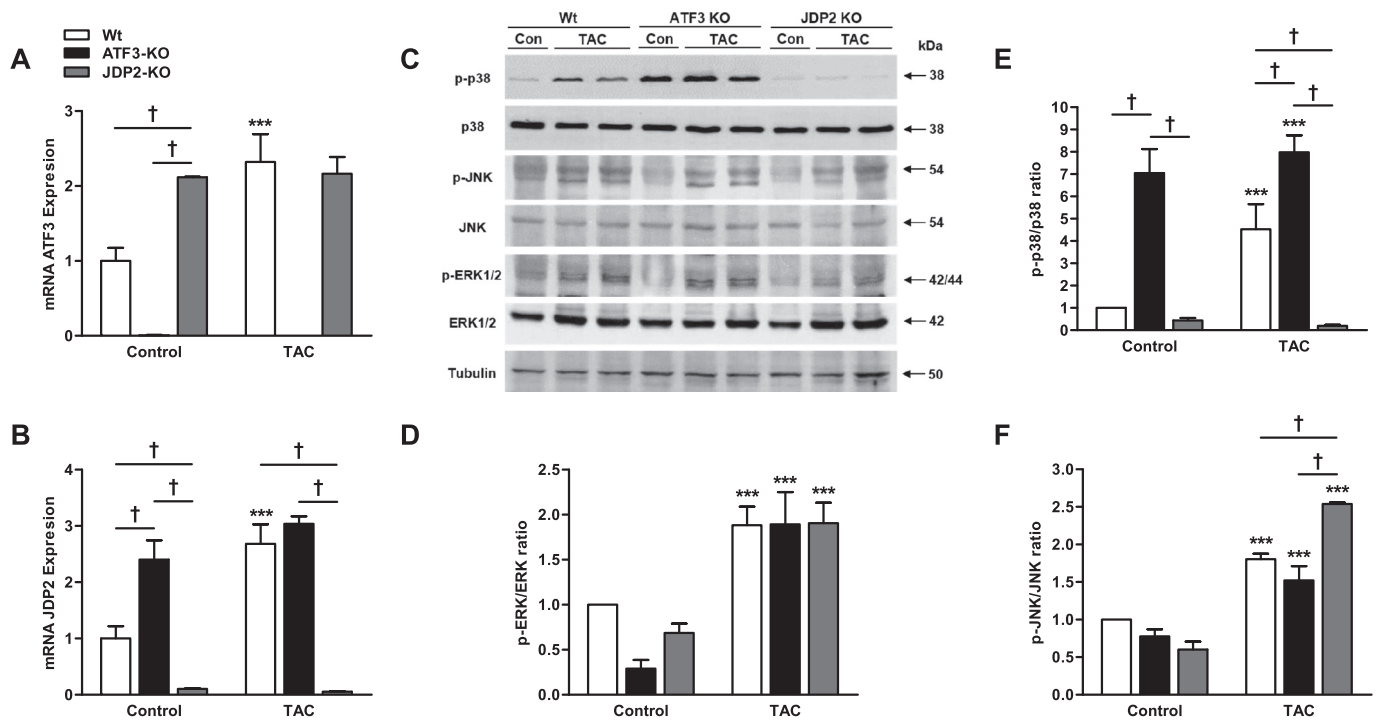 Wt
ATF3-KO
JDP2-KO
A
mRNA ATF3 Expresion
3
2
1
0
†
†
***
Control
TAC
B
mRNA JDP2 Expresion
4
3
2
1
0
†
†
†
***
†
†
Control
TAC
C
Wt
ATF3 KO
JDP2 KO
Con
TAC
Con
TAC
Con
TAC
kDa
p-p38
38
p38
38
p-JNK
54
JNK
54
p-ERK1/2
42/44
ERK1/2
42
Tubulin
50
D
p-ERK/ERK ratio
2.5
2.0
1.5
1.0
0.5
0.0
***
***
***
Control
TAC
E
p-p38/p38 ratio
10
9
8
7
6
5
4
3
2
1
0
†
†
***
***
†
†
†
Control
TAC
F
p-JNK/JNK ratio
3.0
2.5
2.0
1.5
1.0
0.5
0.0
***
***
***
†
†
Control
TAC